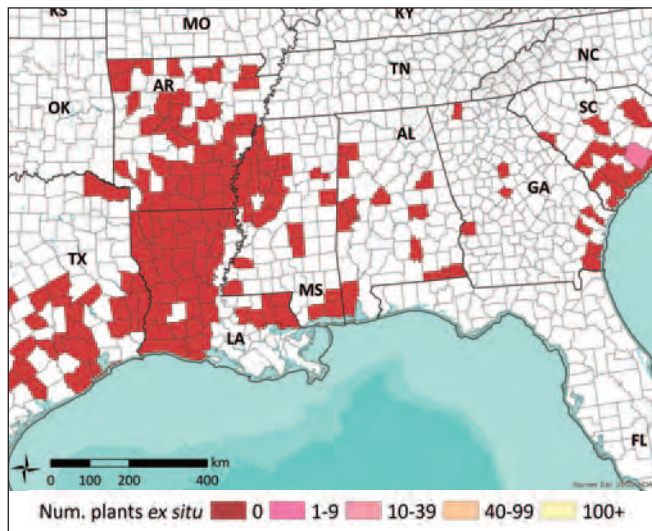 KS
MO
KY
TN
NC
OK
AR
SC
AL
GA
TX
MS
LA
FL
0 100 200 400
km
Num. plants ex situ 0 1-9 10-39 40-99 100+